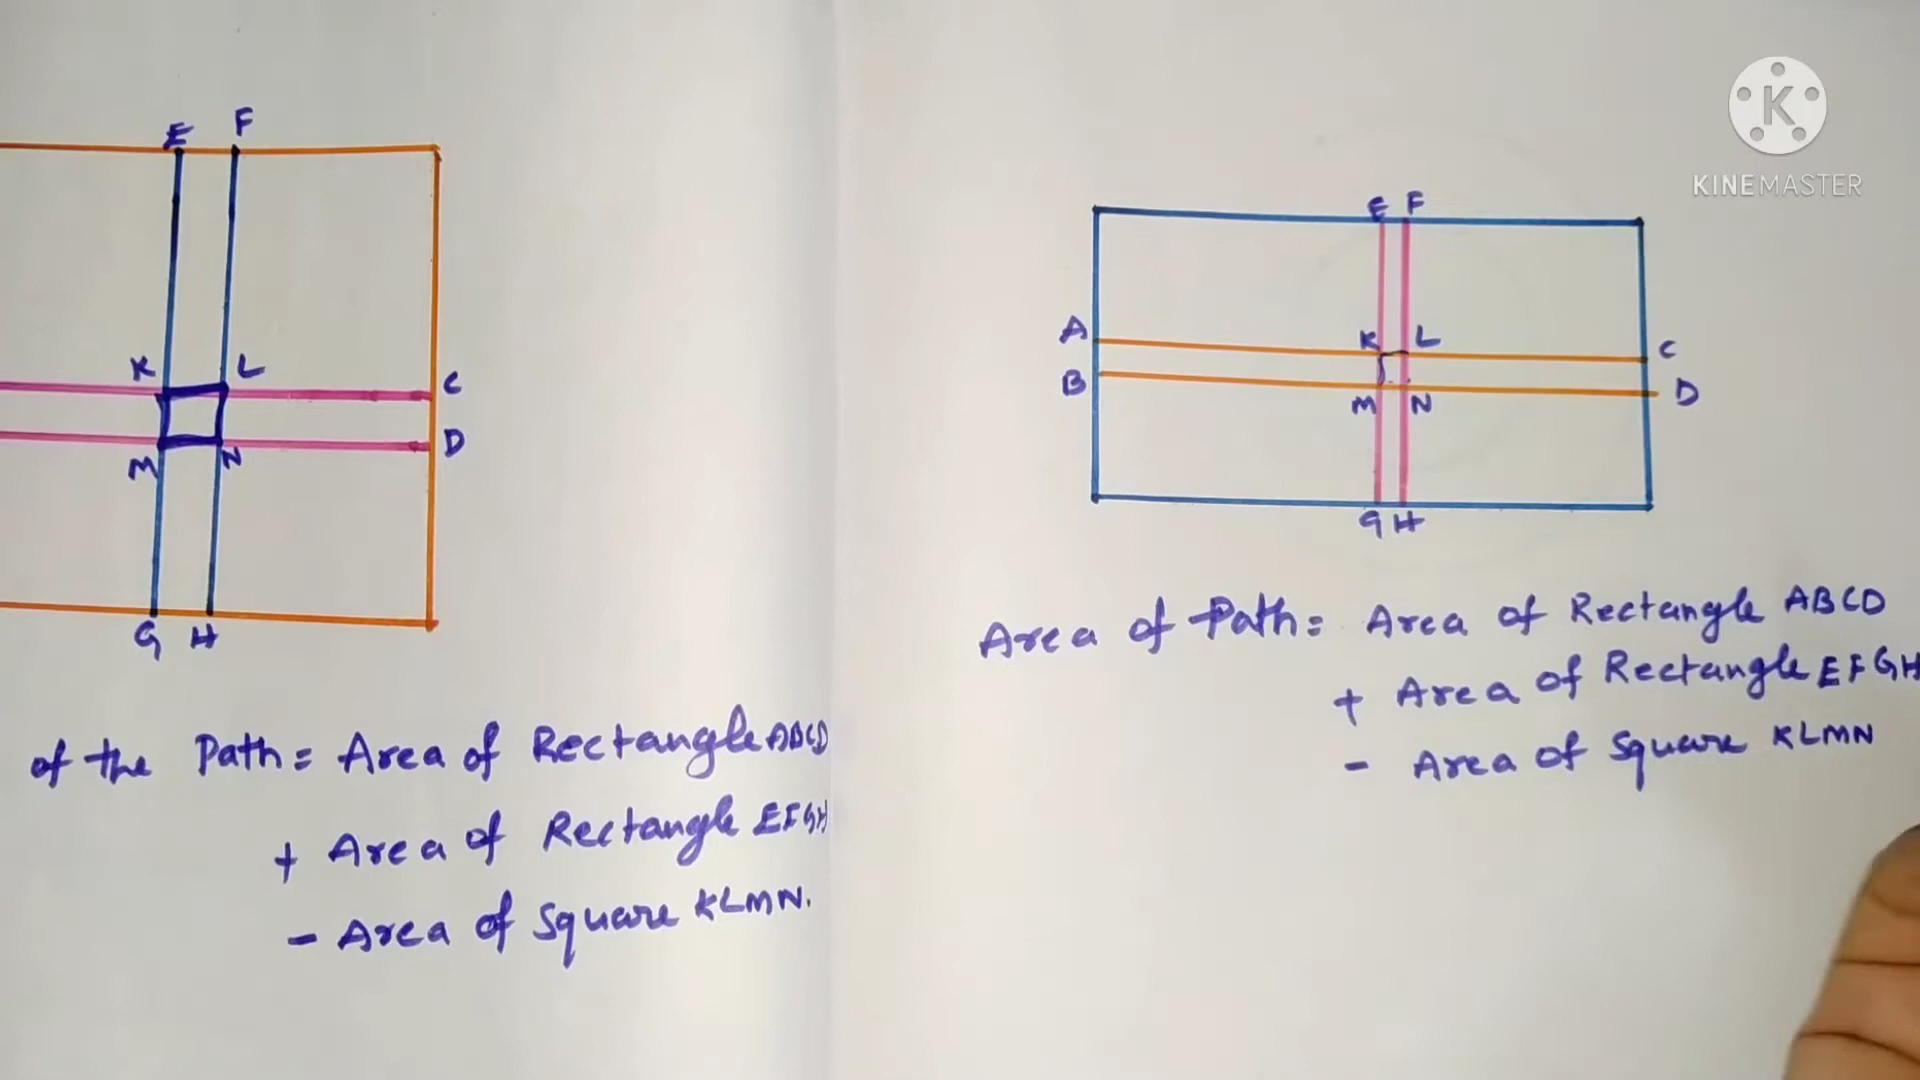 E F
K L
C
D
M N
G H
of the Path = Area of Rectangle ABCD
+ Area of Rectangle EFGH
- Area of Square KLMN.
KINEMASTER
E F
A K L C
B M N D
G H
Area of Path = Area of Rectangle ABCD
+ Area of Rectangle EFGH
- Area of Square KLMN